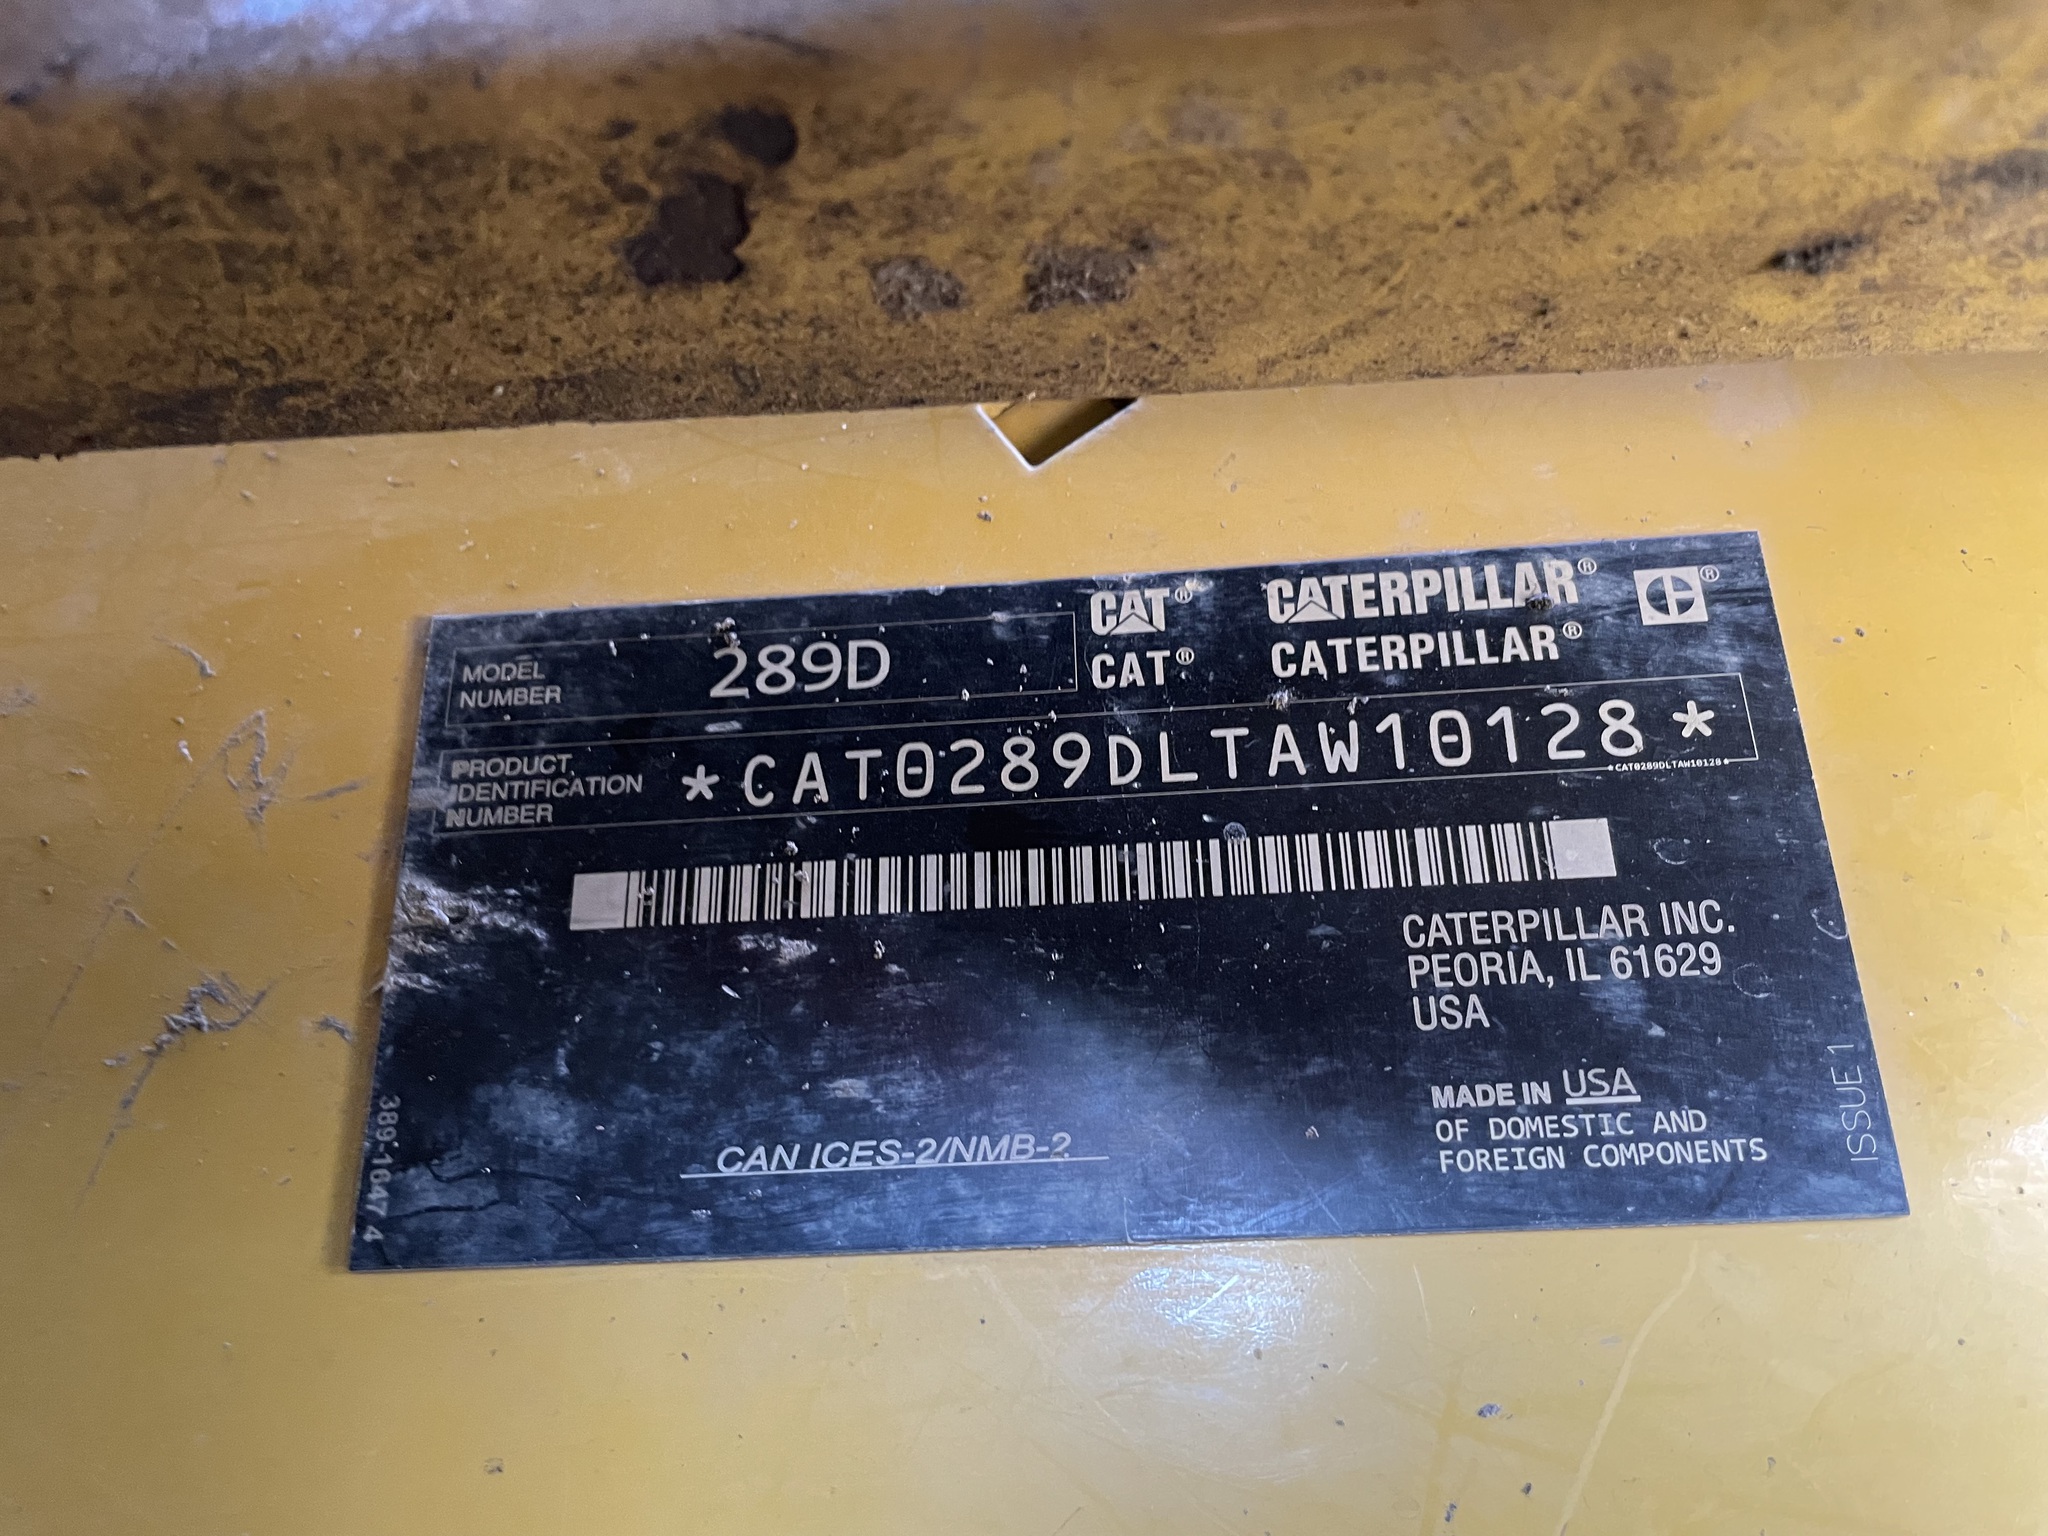 MODEL
NUMBER
289D
CAT® CATERPILLAR® ®
CAT® CATERPILLAR®
PRODUCT
IDENTIFICATION
NUMBER
*CAT0289DLTAW10128*
*CAT0289DLTAW10128*
CATERPILLAR INC.
PEORIA, IL 61629
USA
MADE IN USA
OF DOMESTIC AND
FOREIGN COMPONENTS
CAN ICES-2/NMB-2
389-1647 4
ISSUE 1